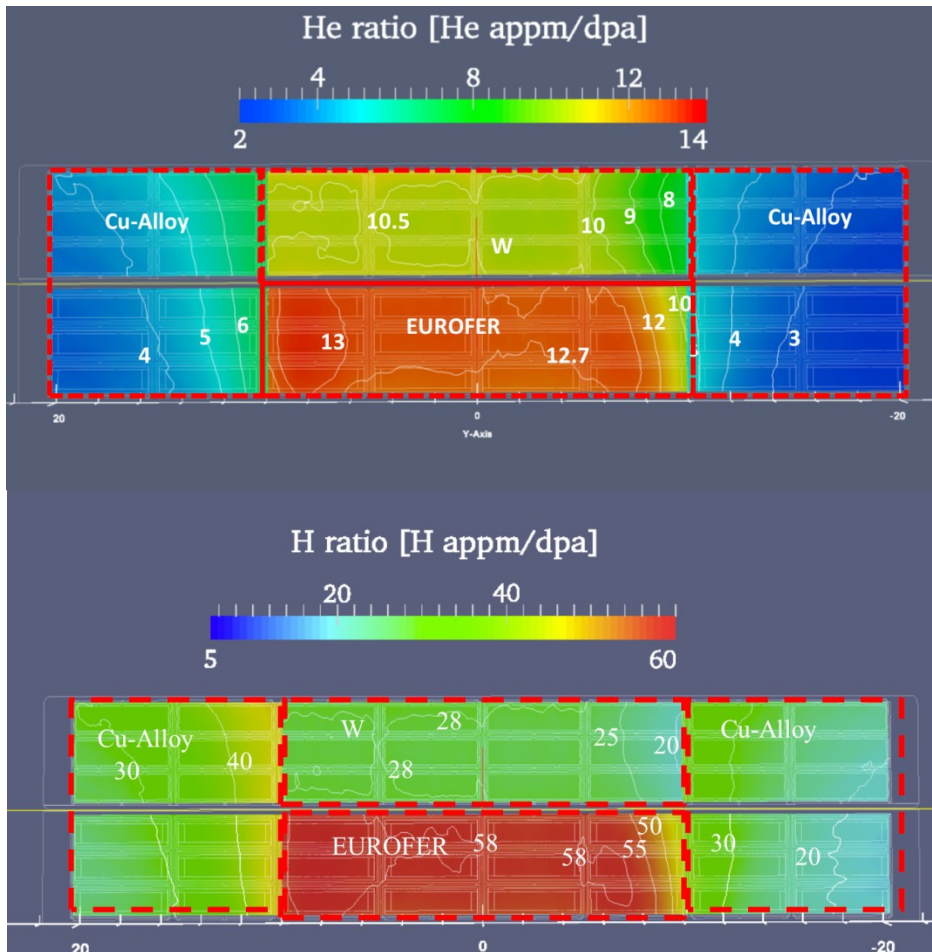 He ratio [He appm/dpa]
4 8 12
2 14
Cu-Alloy 10.5 W 10 9 8 Cu-Alloy
4 5 6 13 EUROFER 12.7 12 10 4 3
20 0 -20
Y-Axis
H ratio [H appm/dpa]
20 40
5 60
Cu-Alloy 30 40 W 28 28 25 20 Cu-Alloy
EUROFER 58 58 55 50 30 20
20 0 -20